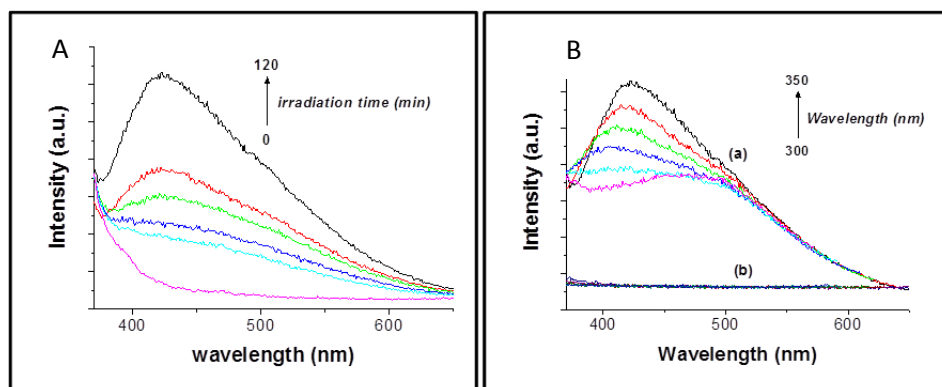 A
120
irradiation time (min)
0
Intensity (a.u.)
400
500
600
wavelength (nm)
B
350
Wavelength (nm)
300
(a)
(b)
Intensity (a.u.)
400
500
600
Wavelength (nm)